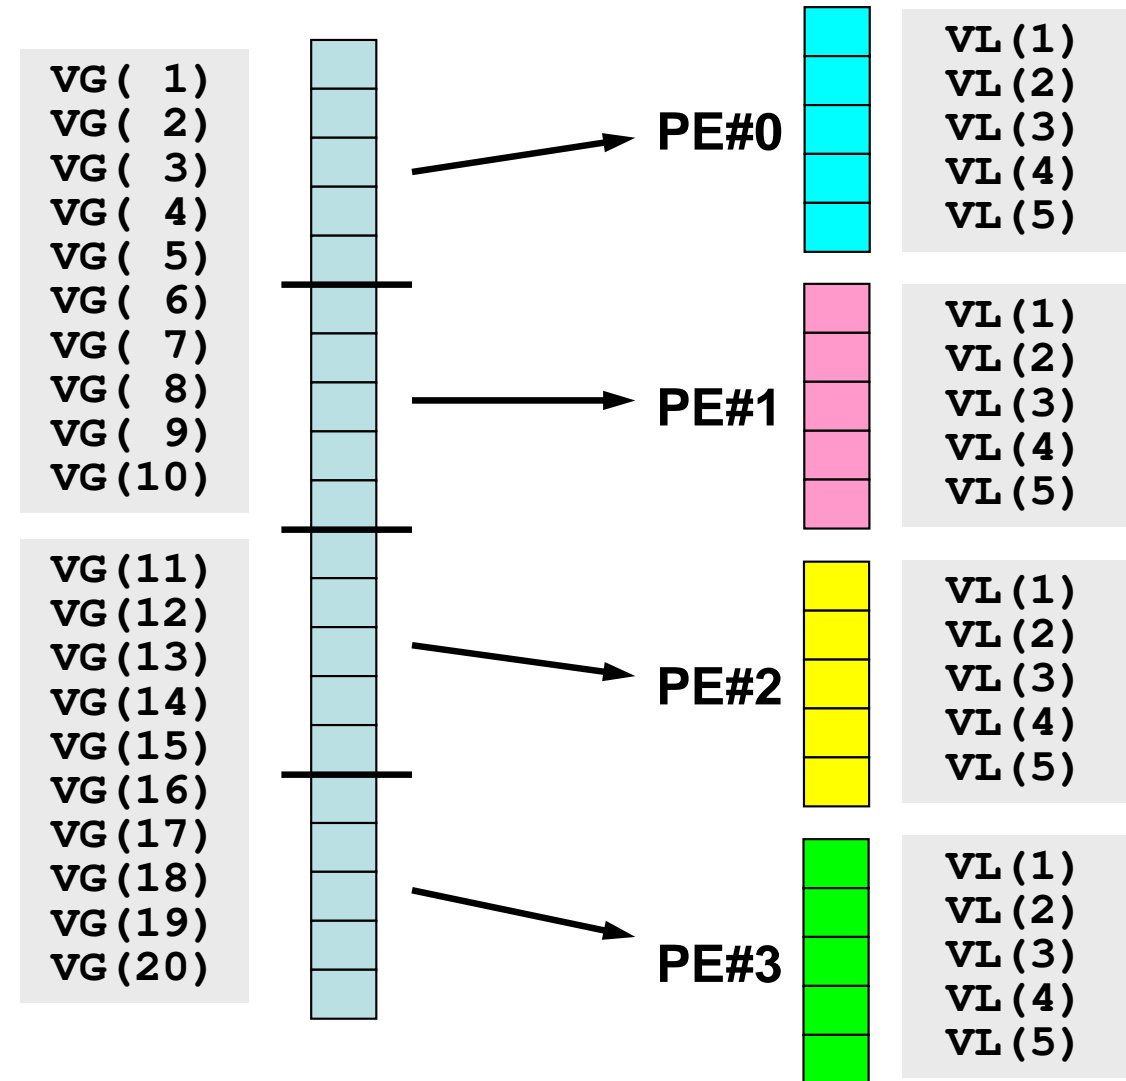 VG( 1)
VG( 2)
VG( 3)
VG( 4)
VG( 5)
VG( 6)
VG( 7)
VG( 8)
VG( 9)
VG(10)
VG(11)
VG(12)
VG(13)
VG(14)
VG(15)
VG(16)
VG(17)
VG(18)
VG(19)
VG(20)
PE#0
VL(1)
VL(2)
VL(3)
VL(4)
VL(5)
PE#1
VL(1)
VL(2)
VL(3)
VL(4)
VL(5)
PE#2
VL(1)
VL(2)
VL(3)
VL(4)
VL(5)
PE#3
VL(1)
VL(2)
VL(3)
VL(4)
VL(5)